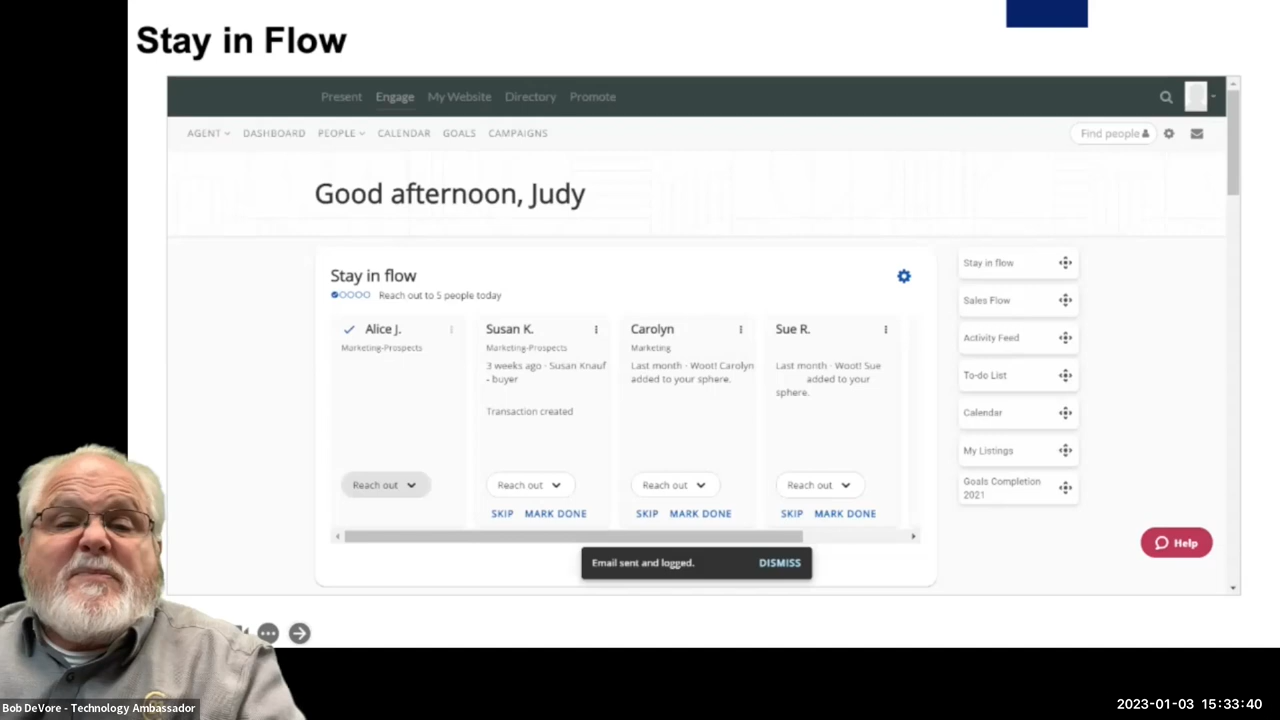 Stay in Flow
Present Engage My Website Directory Promote
AGENT DASHBOARD PEOPLE CALENDAR GOALS CAMPAIGNS Find people
Good afternoon, Judy
Stay in flow
Reach out to 5 people today
Alice J.
Marketing-Prospects
Reach out
Susan K.
Marketing-Prospects
3 weeks ago · Susan Knauf
- buyer
Transaction created
Reach out
SKIP MARK DONE
Carolyn
Marketing
Last month · Woot! Carolyn
added to your sphere.
Reach out
SKIP MARK DONE
Sue R.
Last month · Woot! Sue
added to your
sphere.
Reach out
SKIP MARK DONE
Stay in flow
Sales Flow
Activity Feed
To-do List
Calendar
My Listings
Goals Completion
2021
Email sent and logged. DISMISS
Help
Bob DeVore - Technology Ambassador
2023-01-03 15:33:40